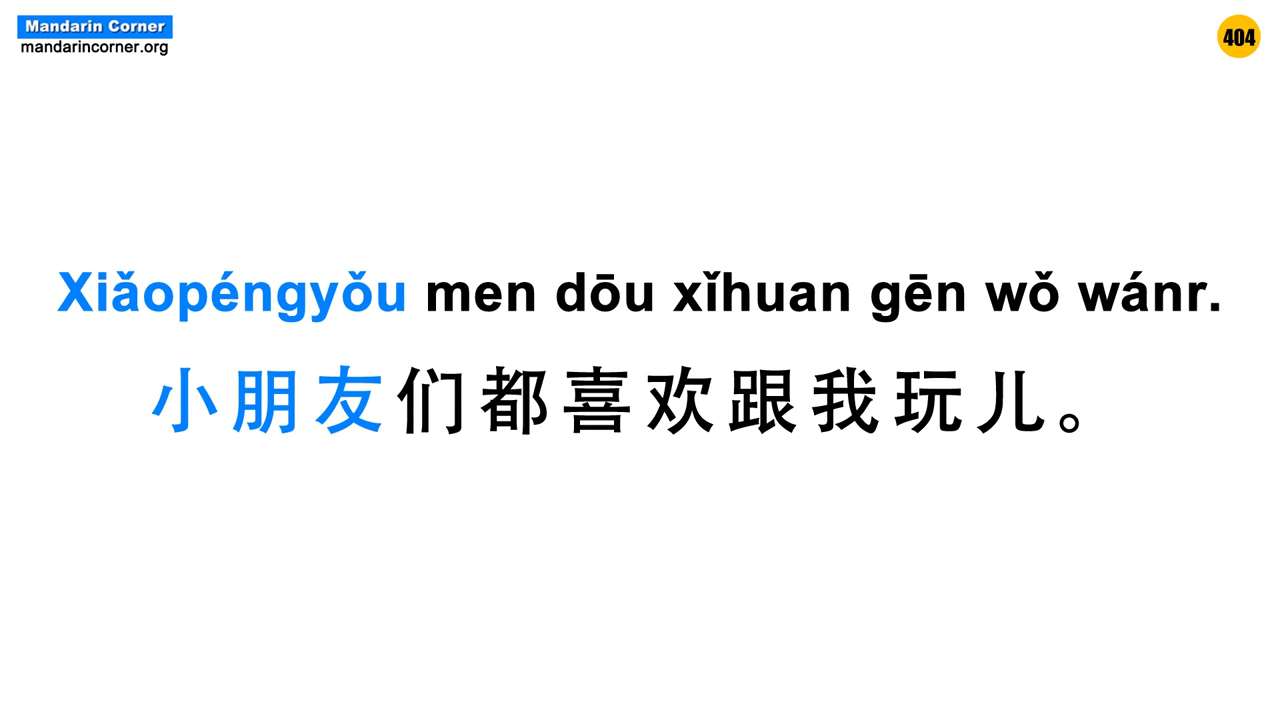 Mandarin Corner
mandarincorner.org
404
Xiǎopéngyǒu men dōu xǐhuan gēn wǒ wánr.
小朋友们都喜欢跟我玩儿。